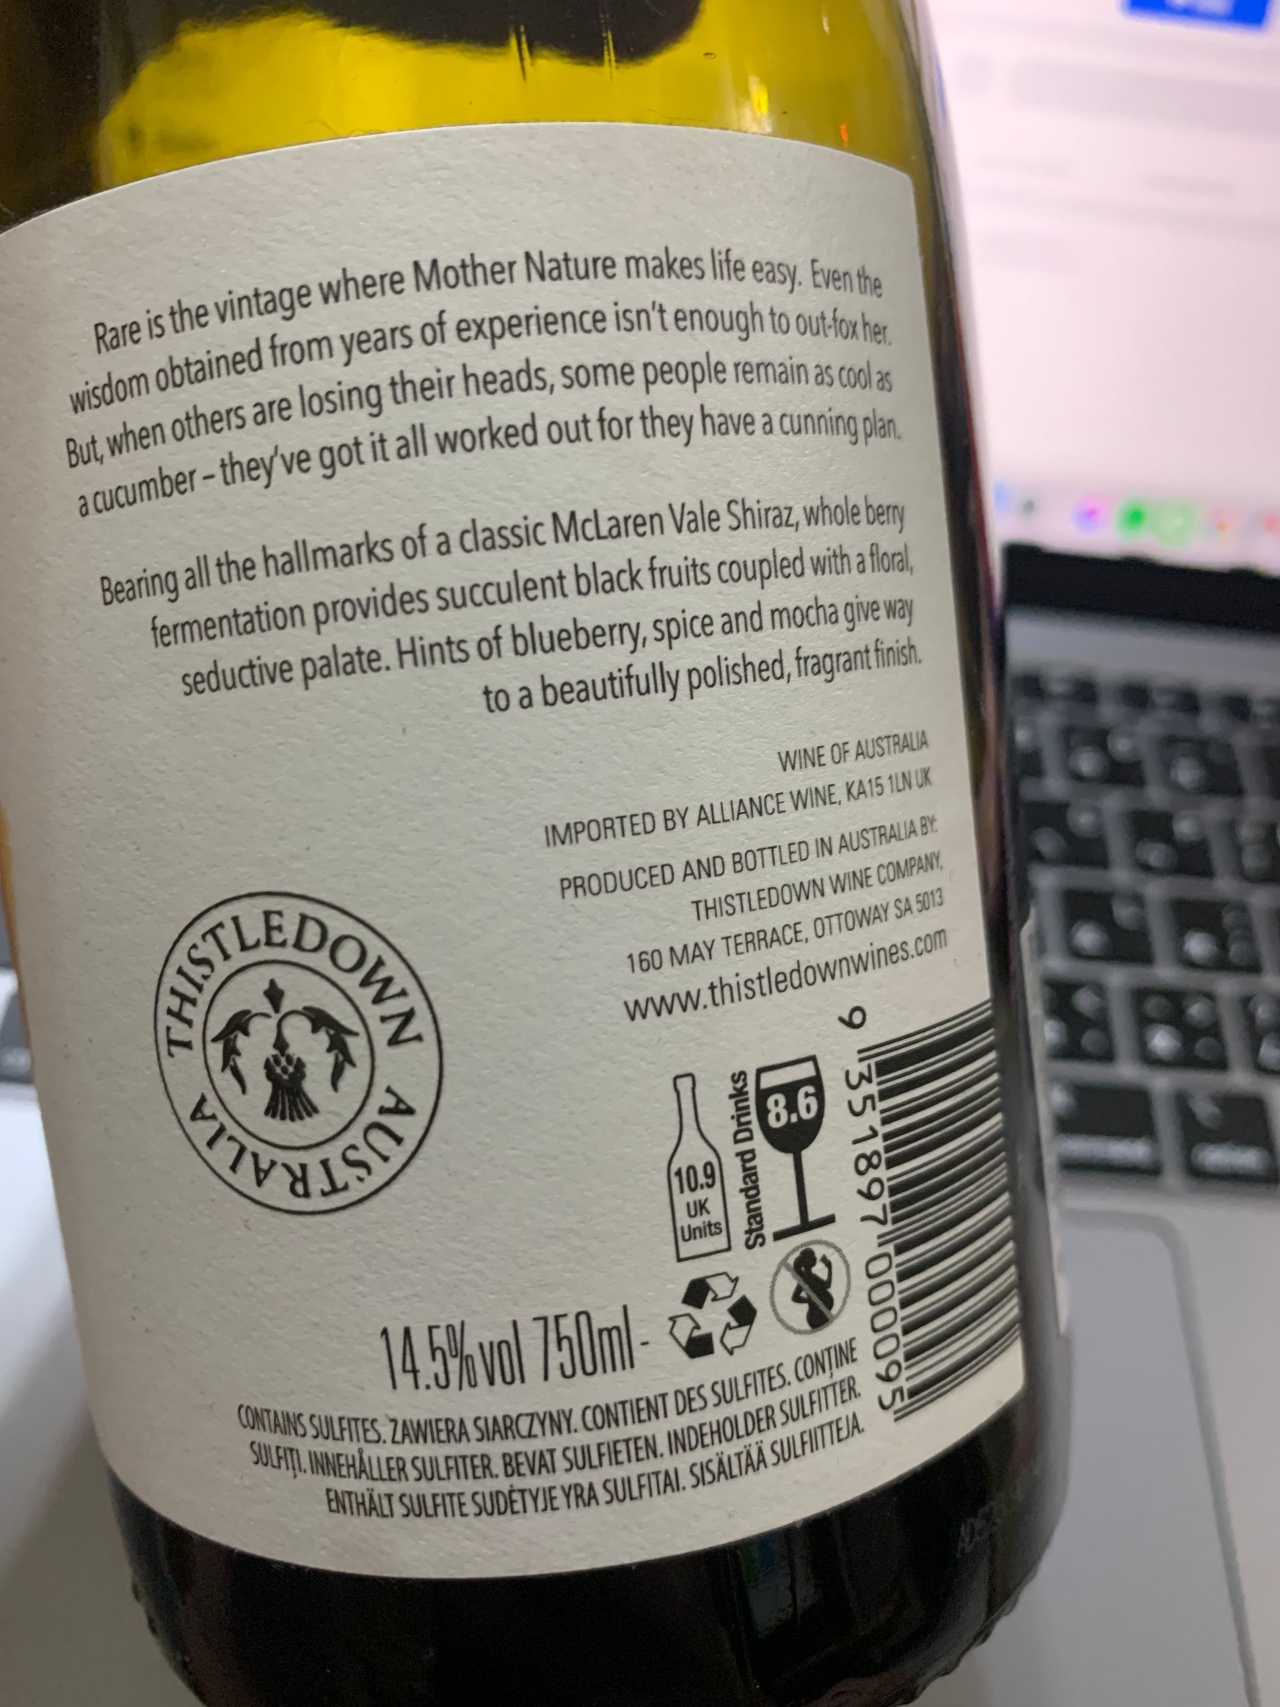 Rare is the vintage where Mother Nature makes life easy. Even the
wisdom obtained from years of experience isn't enough to out-fox her.
But, when others are losing their heads, some people remain as cool as
a cucumber – they've got it all worked out for they have a cunning plan.
Bearing all the hallmarks of a classic McLaren Vale Shiraz, whole berry
fermentation provides succulent black fruits coupled with a floral,
seductive palate. Hints of blueberry, spice and mocha give way
to a beautifully polished, fragrant finish.
WINE OF AUSTRALIA
IMPORTED BY ALLIANCE WINE, KA15 1LN UK
PRODUCED AND BOTTLED IN AUSTRALIA BY:
THISTLEDOWN WINE COMPANY,
160 MAY TERRACE, OTTOWAY SA 5013
www.thistledownwines.com
THISTLEDOWN AUSTRALIA
10.9
UK
Units
Standard Drinks
8.6
9 351897 000095
14.5%vol 750ml-
CONTAINS SULFITES. ZAWIERA SIARCZYNY. CONTIENT DES SULFITES. CONȚINE
SULFIȚI. INNEHÅLLER SULFITER. BEVAT SULFIETEN. INDEHOLDER SULFITTER.
ENTHÄLT SULFITE SUDĖTYJE YRA SULFITAI. SISÄLTÄÄ SULFIITTEJA.